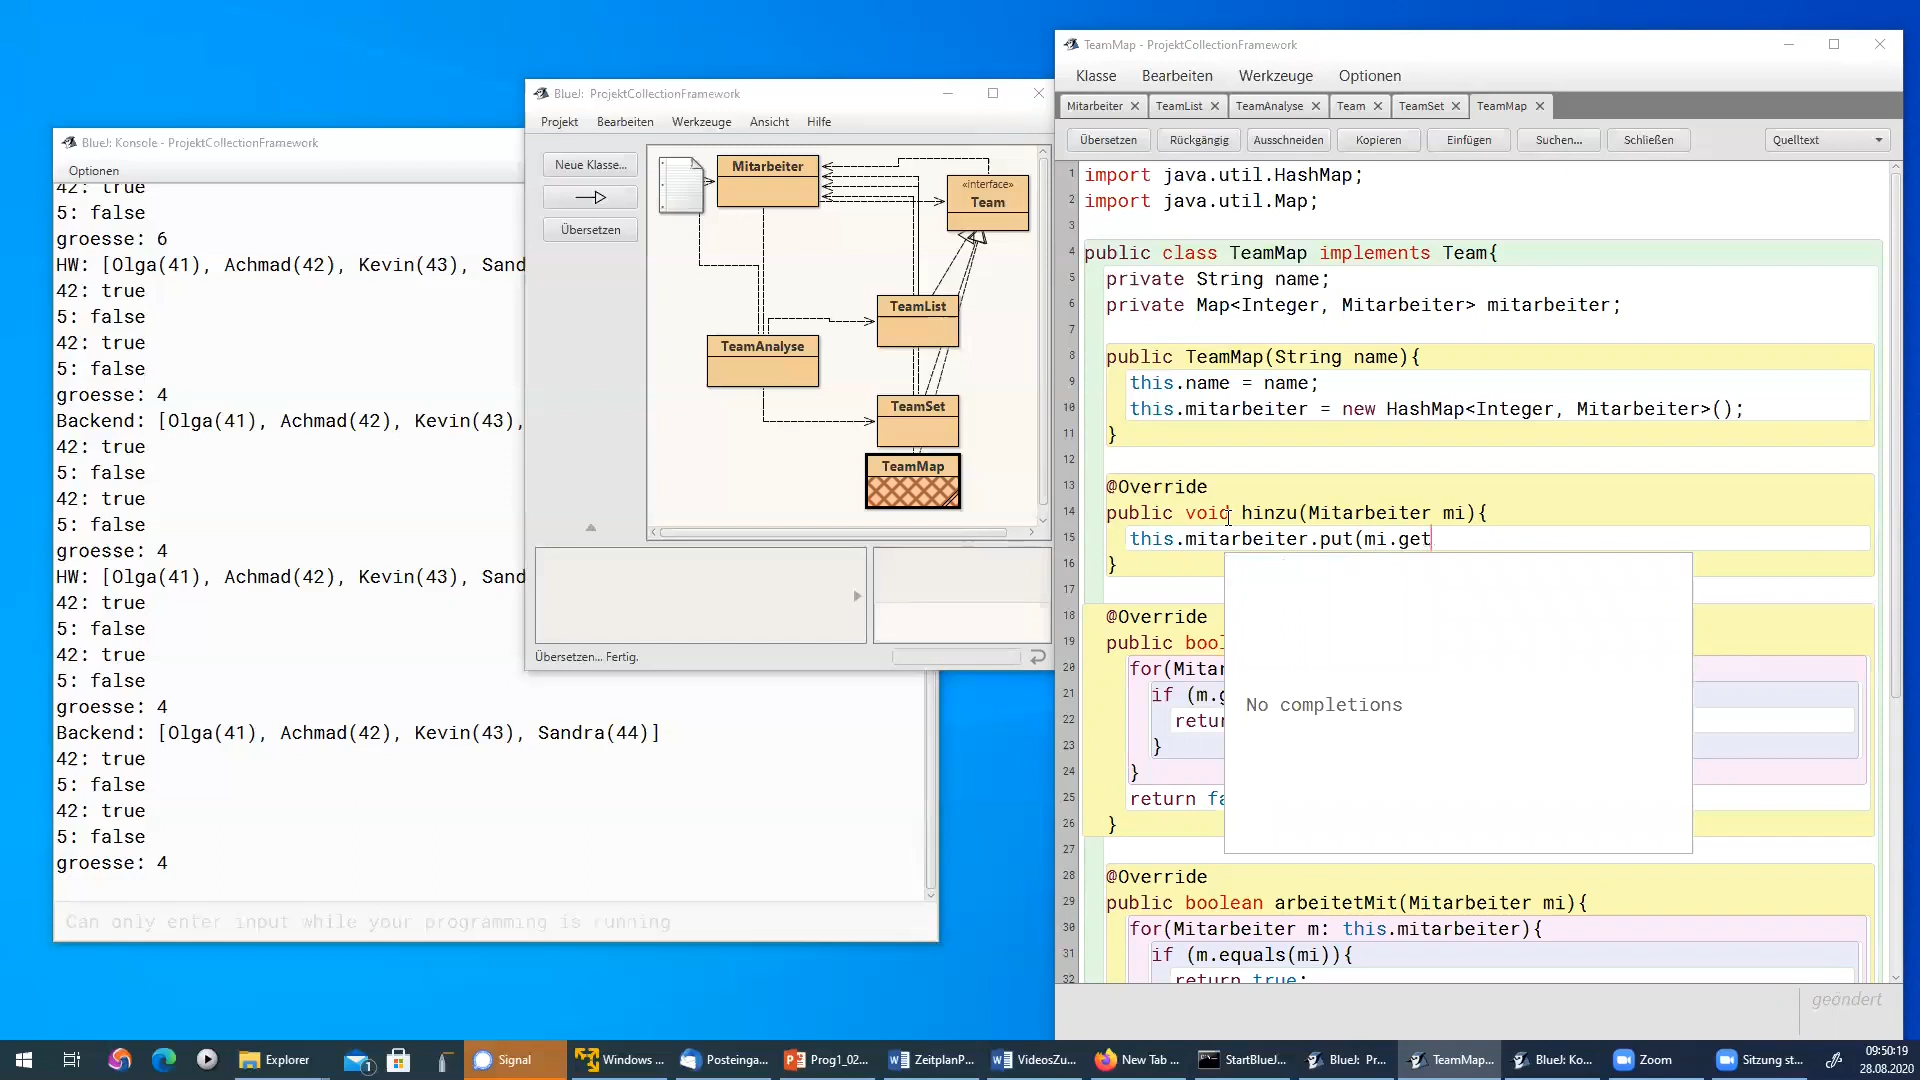 BlueJ: Konsole - ProjektCollectionFramework
Optionen
42: true
5: false
groesse: 6
HW: [Olga(41), Achmad(42), Kevin(43), Sand
42: true
5: false
42: true
5: false
groesse: 4
Backend: [Olga(41), Achmad(42), Kevin(43),
42: true
5: false
42: true
5: false
groesse: 4
HW: [Olga(41), Achmad(42), Kevin(43), Sand
42: true
5: false
42: true
5: false
groesse: 4
Backend: [Olga(41), Achmad(42), Kevin(43), Sandra(44)]
42: true
5: false
42: true
5: false
groesse: 4
Can only enter input while your programming is running
BlueJ: ProjektCollectionFramework
Projekt Bearbeiten Werkzeuge Ansicht Hilfe
Neue Klasse...
Übersetzen
Mitarbeiter
«interface»
Team
TeamList
TeamAnalyse
TeamSet
TeamMap
Übersetzen... Fertig.
TeamMap - ProjektCollectionFramework
Klasse Bearbeiten Werkzeuge Optionen
Mitarbeiter TeamList TeamAnalyse Team TeamSet TeamMap
Übersetzen Rückgängig Ausschneiden Kopieren Einfügen Suchen... Schließen Quelltext
1 import java.util.HashMap;
2 import java.util.Map;
3
4 public class TeamMap implements Team{
5 private String name;
6 private Map<Integer, Mitarbeiter> mitarbeiter;
7
8 public TeamMap(String name){
9 this.name = name;
10 this.mitarbeiter = new HashMap<Integer, Mitarbeiter>();
11 }
12
13 @Override
14 public void hinzu(Mitarbeiter mi){
15 this.mitarbeiter.put(mi.get
16 }
17
18 @Override
19 public bool
20 for(Mitar
21 if (m.g
22 retur
23 }
24 }
25 return fa
26 }
27
28 @Override
29 public boolean arbeitetMit(Mitarbeiter mi){
30 for(Mitarbeiter m: this.mitarbeiter){
31 if (m.equals(mi)){
32 return true;
No completions
geändert
Explorer 1 Signal Windows ... Posteinga... Prog1_02... ZeitplanP... VideosZu... New Tab ... StartBlueJ... BlueJ: Pr... TeamMap... BlueJ: Ko... Zoom Sitzung st...
09:50:19
28.08.2020